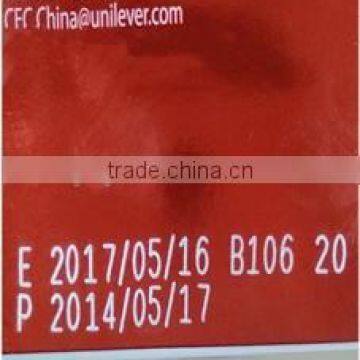 CFC.China@unilever.com
trade.china.cn
E 2017/05/16 B106 20
P 2014/05/17